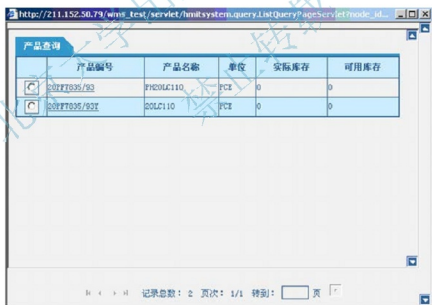 http://211.152.50.79/wms_test/servlet/hmitsystem.query.ListQueryPageServlet?node_id...
产品查询
产品编号 产品名称 单位 实际库存 可用库存
20PF7835/93 PH20LC110 PCE 0 0
20PF7835/93Z 20LC110 PCE 0 0
记录总数: 2 页次: 1/1 转到: 页